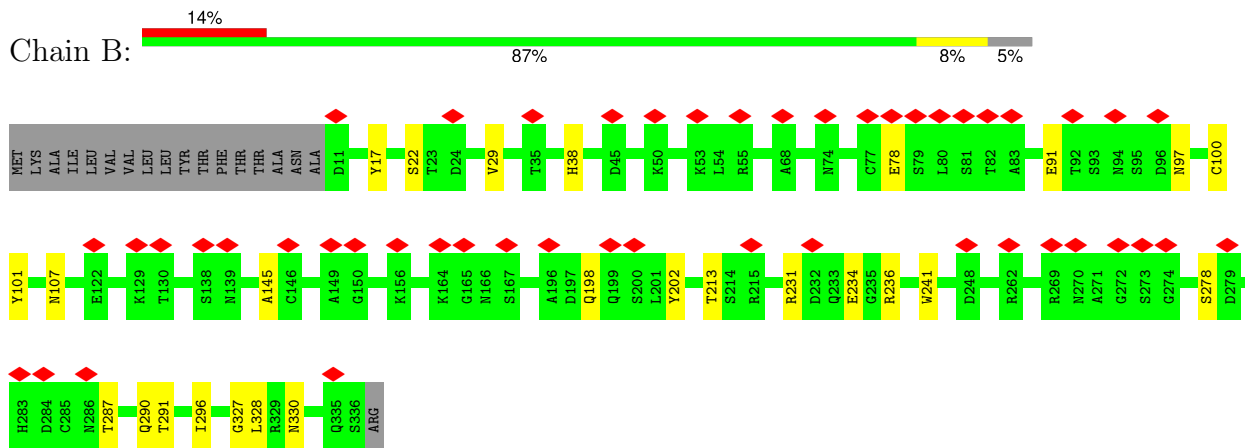 14%
Chain B:
87% 8% 5%
MET LYS ALA ILE LEU VAL VAL LEU LEU TYR THR PHE THR THR ALA ASN ALA D11 Y17 S22 T23 D24 V29 T35 H38 D45 K50 K53 L54 R55 A68 N74 C77 E78 S79 L80 S81 T82 A83 E91 T92 S93 N94 S95 D96 N97 C100
Y101 N107 E122 K129 T130 S138 N139 A145 C146 A149 G150 K156 K164 G165 N166 S167 A196 D197 Q198 Q199 S200 L201 Y202 T213 S214 R215 R231 D232 Q233 E234 G235 R236 W241 D248 R262 R269 N270 A271 G272 S273 G274 S278 D279
H283 D284 C285 N286 T287 Q290 T291 I296 G327 L328 R329 N330 Q335 S336 ARG